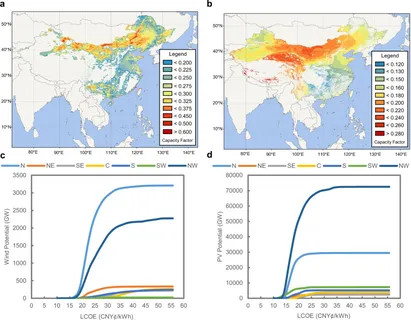 a
50°N
40°N
30°N
20°N
10°N
80°E 90°E 100°E 110°E 120°E 130°E 140°E
Legend
< 0.200
< 0.225
< 0.250
< 0.275
< 0.300
< 0.325
< 0.375
< 0.450
< 0.500
< 0.600
Capacity Factor
b
50°N
40°N
30°N
20°N
10°N
80°E 90°E 100°E 110°E 120°E 130°E 140°E
Legend
< 0.120
< 0.130
< 0.150
< 0.160
< 0.180
< 0.200
< 0.220
< 0.240
< 0.260
< 0.280
Capacity Factor
c
N NE SE C S SW NW
Wind Potential (GW)
3500
3000
2500
2000
1500
1000
500
0
0 5 10 15 20 25 30 35 40 45 50 55 60
LCOE (CNY¢/kWh)
d
N NE SE C S SW NW
PV Potential (GW)
80000
70000
60000
50000
40000
30000
20000
10000
0
0 5 10 15 20 25 30 35 40 45 50 55 60
LCOE (CNY¢/kWh)